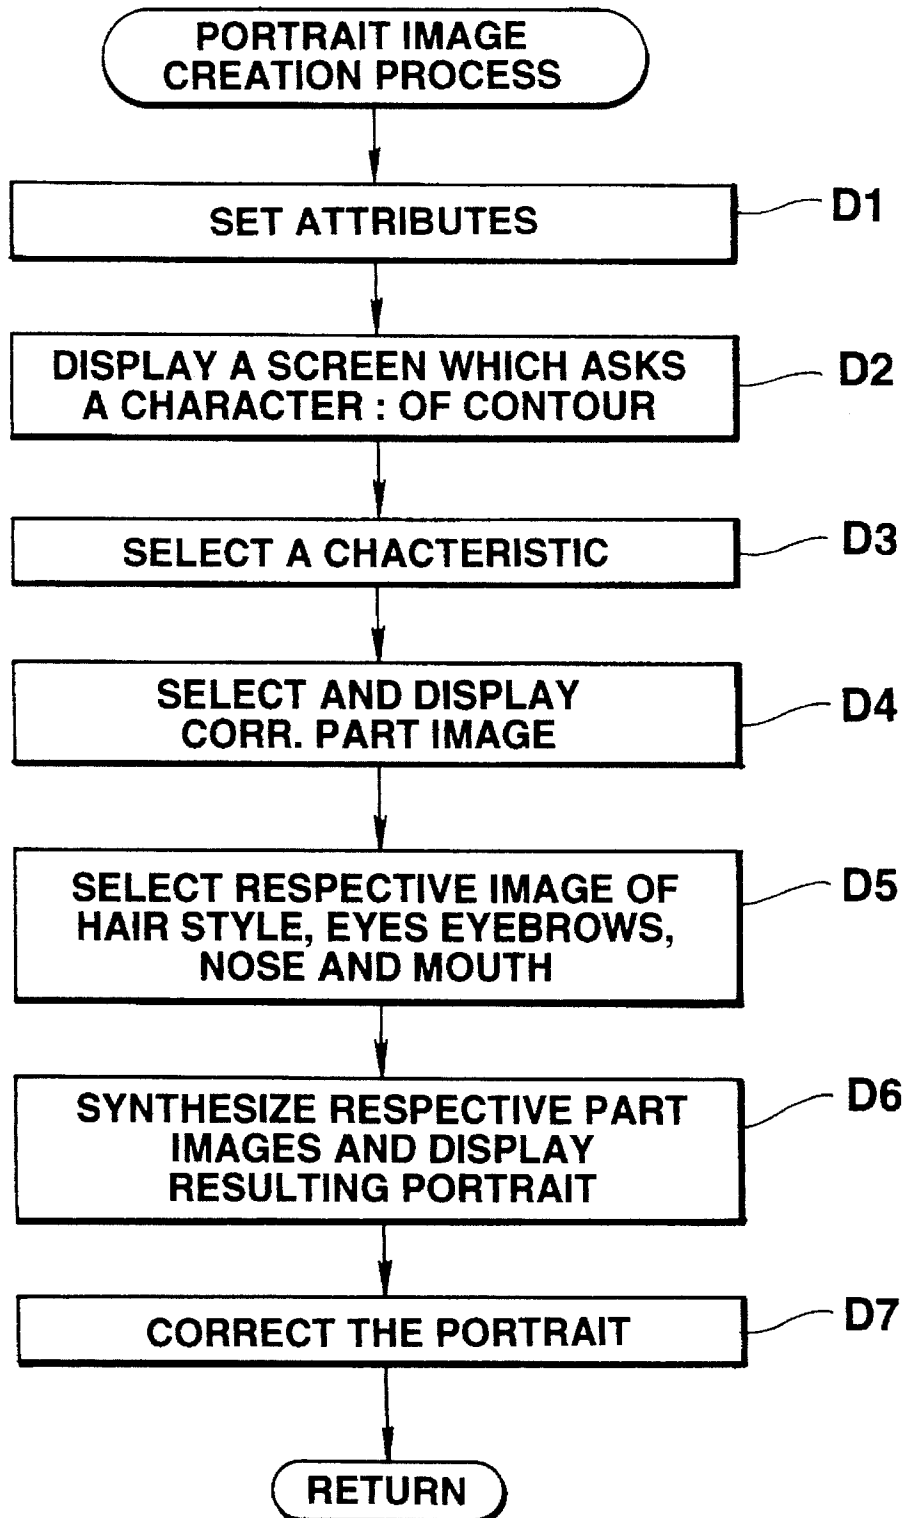 PORTRAIT IMAGE
CREATION PROCESS
SET ATTRIBUTES
D1
DISPLAY A SCREEN WHICH ASKS
A CHARACTER : OF CONTOUR
D2
SELECT A CHACTERISTIC
D3
SELECT AND DISPLAY
CORR. PART IMAGE
D4
SELECT RESPECTIVE IMAGE OF
HAIR STYLE, EYES EYEBROWS,
NOSE AND MOUTH
D5
SYNTHESIZE RESPECTIVE PART
IMAGES AND DISPLAY
RESULTING PORTRAIT
D6
CORRECT THE PORTRAIT
D7
RETURN